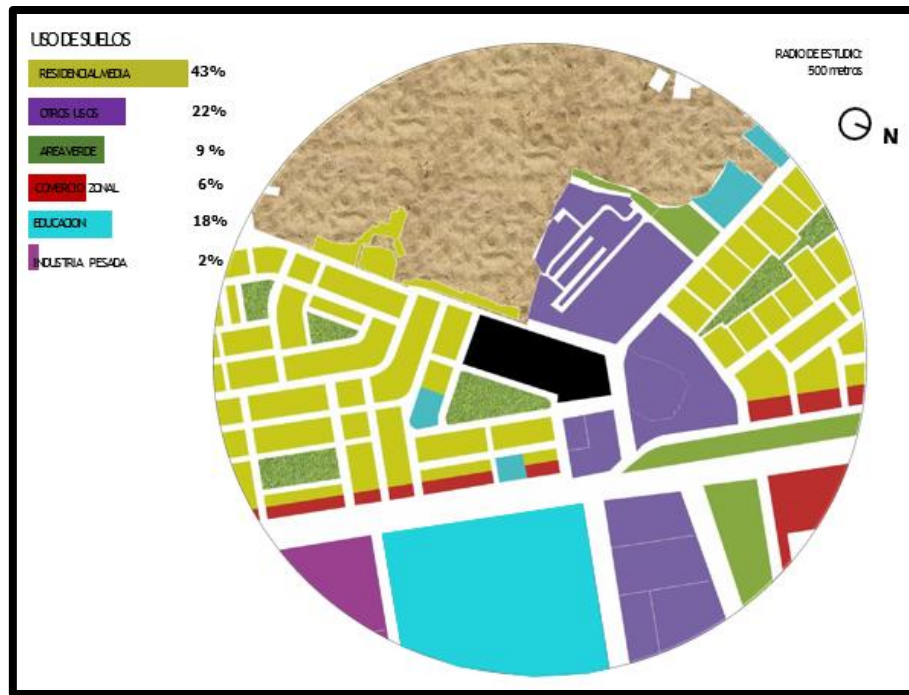 USO DE SUELOS
RESIDENCIAL MEDIA 43%
OTROS USOS 22%
AREA VERDE 9 %
COMERCIO ZONAL 6%
EDUCACION 18%
INDUSTRIA PESADA 2%
RADIO DE ESTUDIO:
500 metros
N